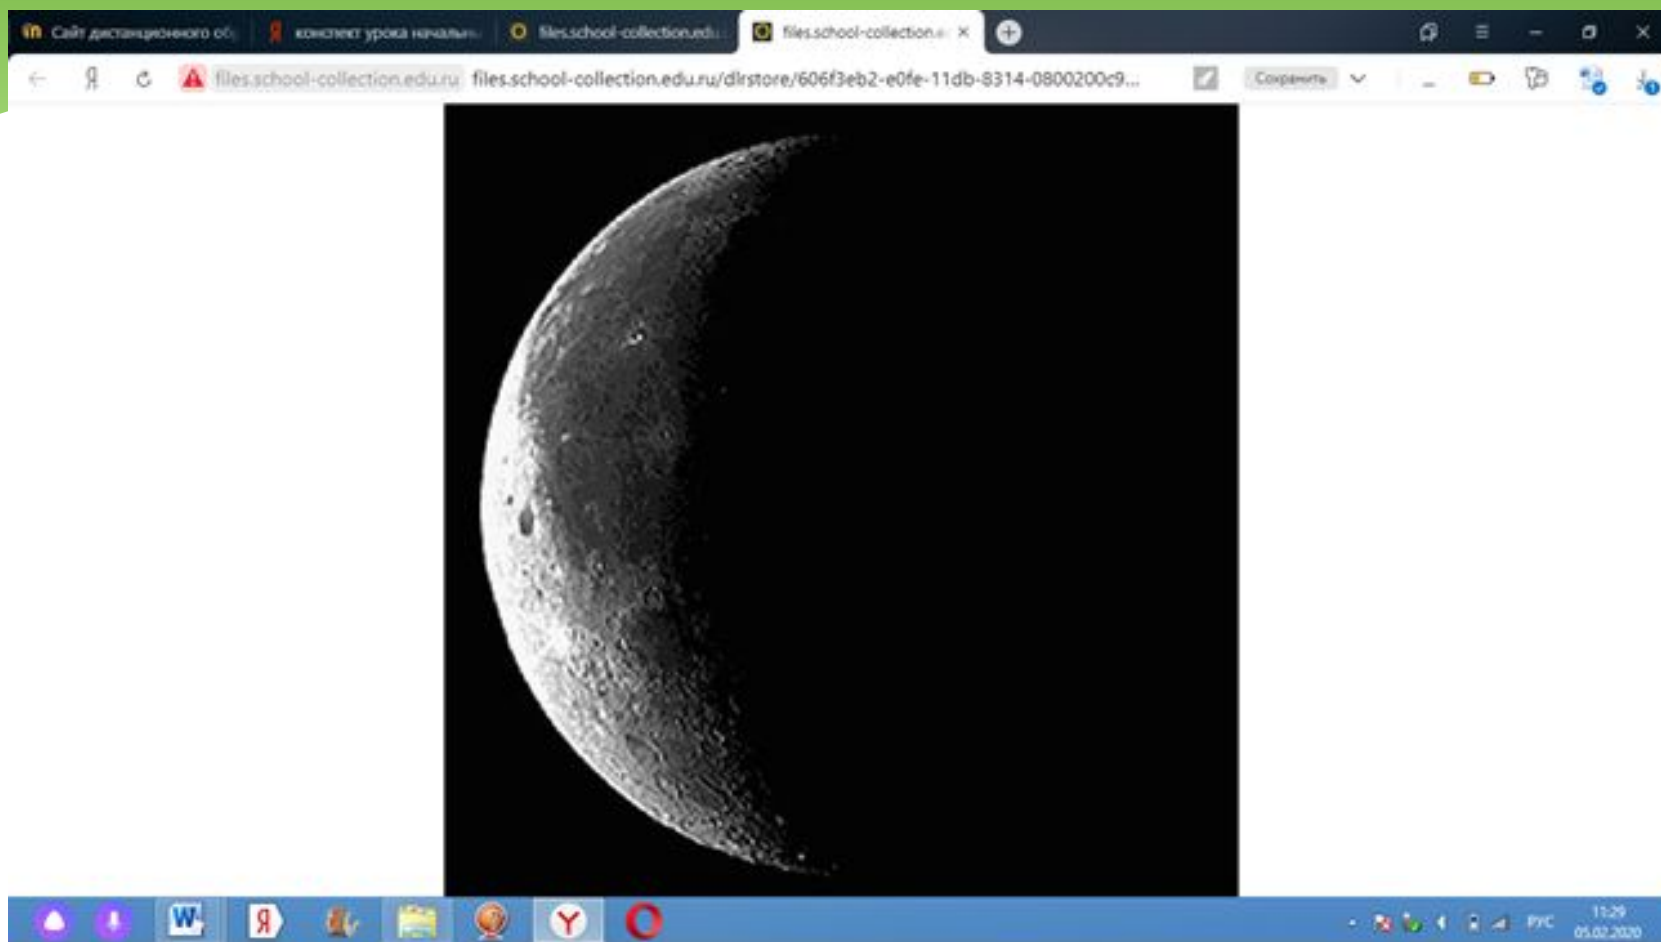 Сайт дистанционного об
конспект урока начальн
files.school-collection.edu
files.school-collection.e
files.school-collection.edu.ru files.school-collection.edu.ru/dlrstore/606f3eb2-e0fe-11db-8314-0800200c9...
Сохранить
W
Я
Y
РУС
11:29
05.02.2020